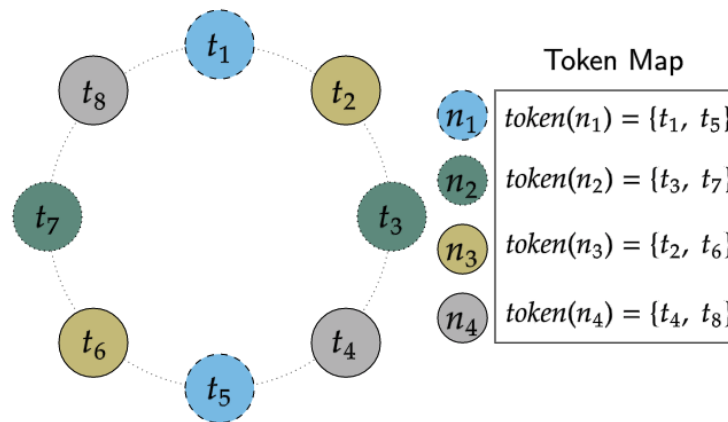 t₁
t₈
t₂
t₇
t₃
t₆
t₄
t₅
Token Map
n₁ token(n₁) = {t₁, t₅}
n₂ token(n₂) = {t₃, t₇}
n₃ token(n₃) = {t₂, t₆}
n₄ token(n₄) = {t₄, t₈}